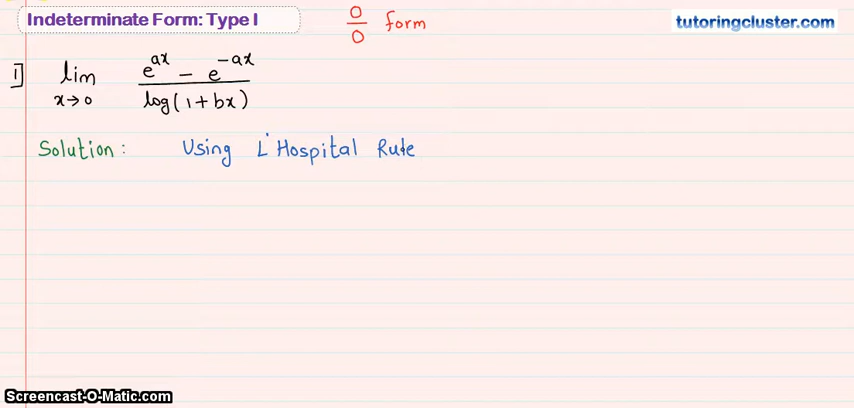 Indeterminate Form: Type I
0/0 form
tutoringcluster.com
1] lim x→0 (e^ax − e^−ax) / log(1+bx)
Solution: Using L'Hospital Rule
Screencast-O-Matic.com